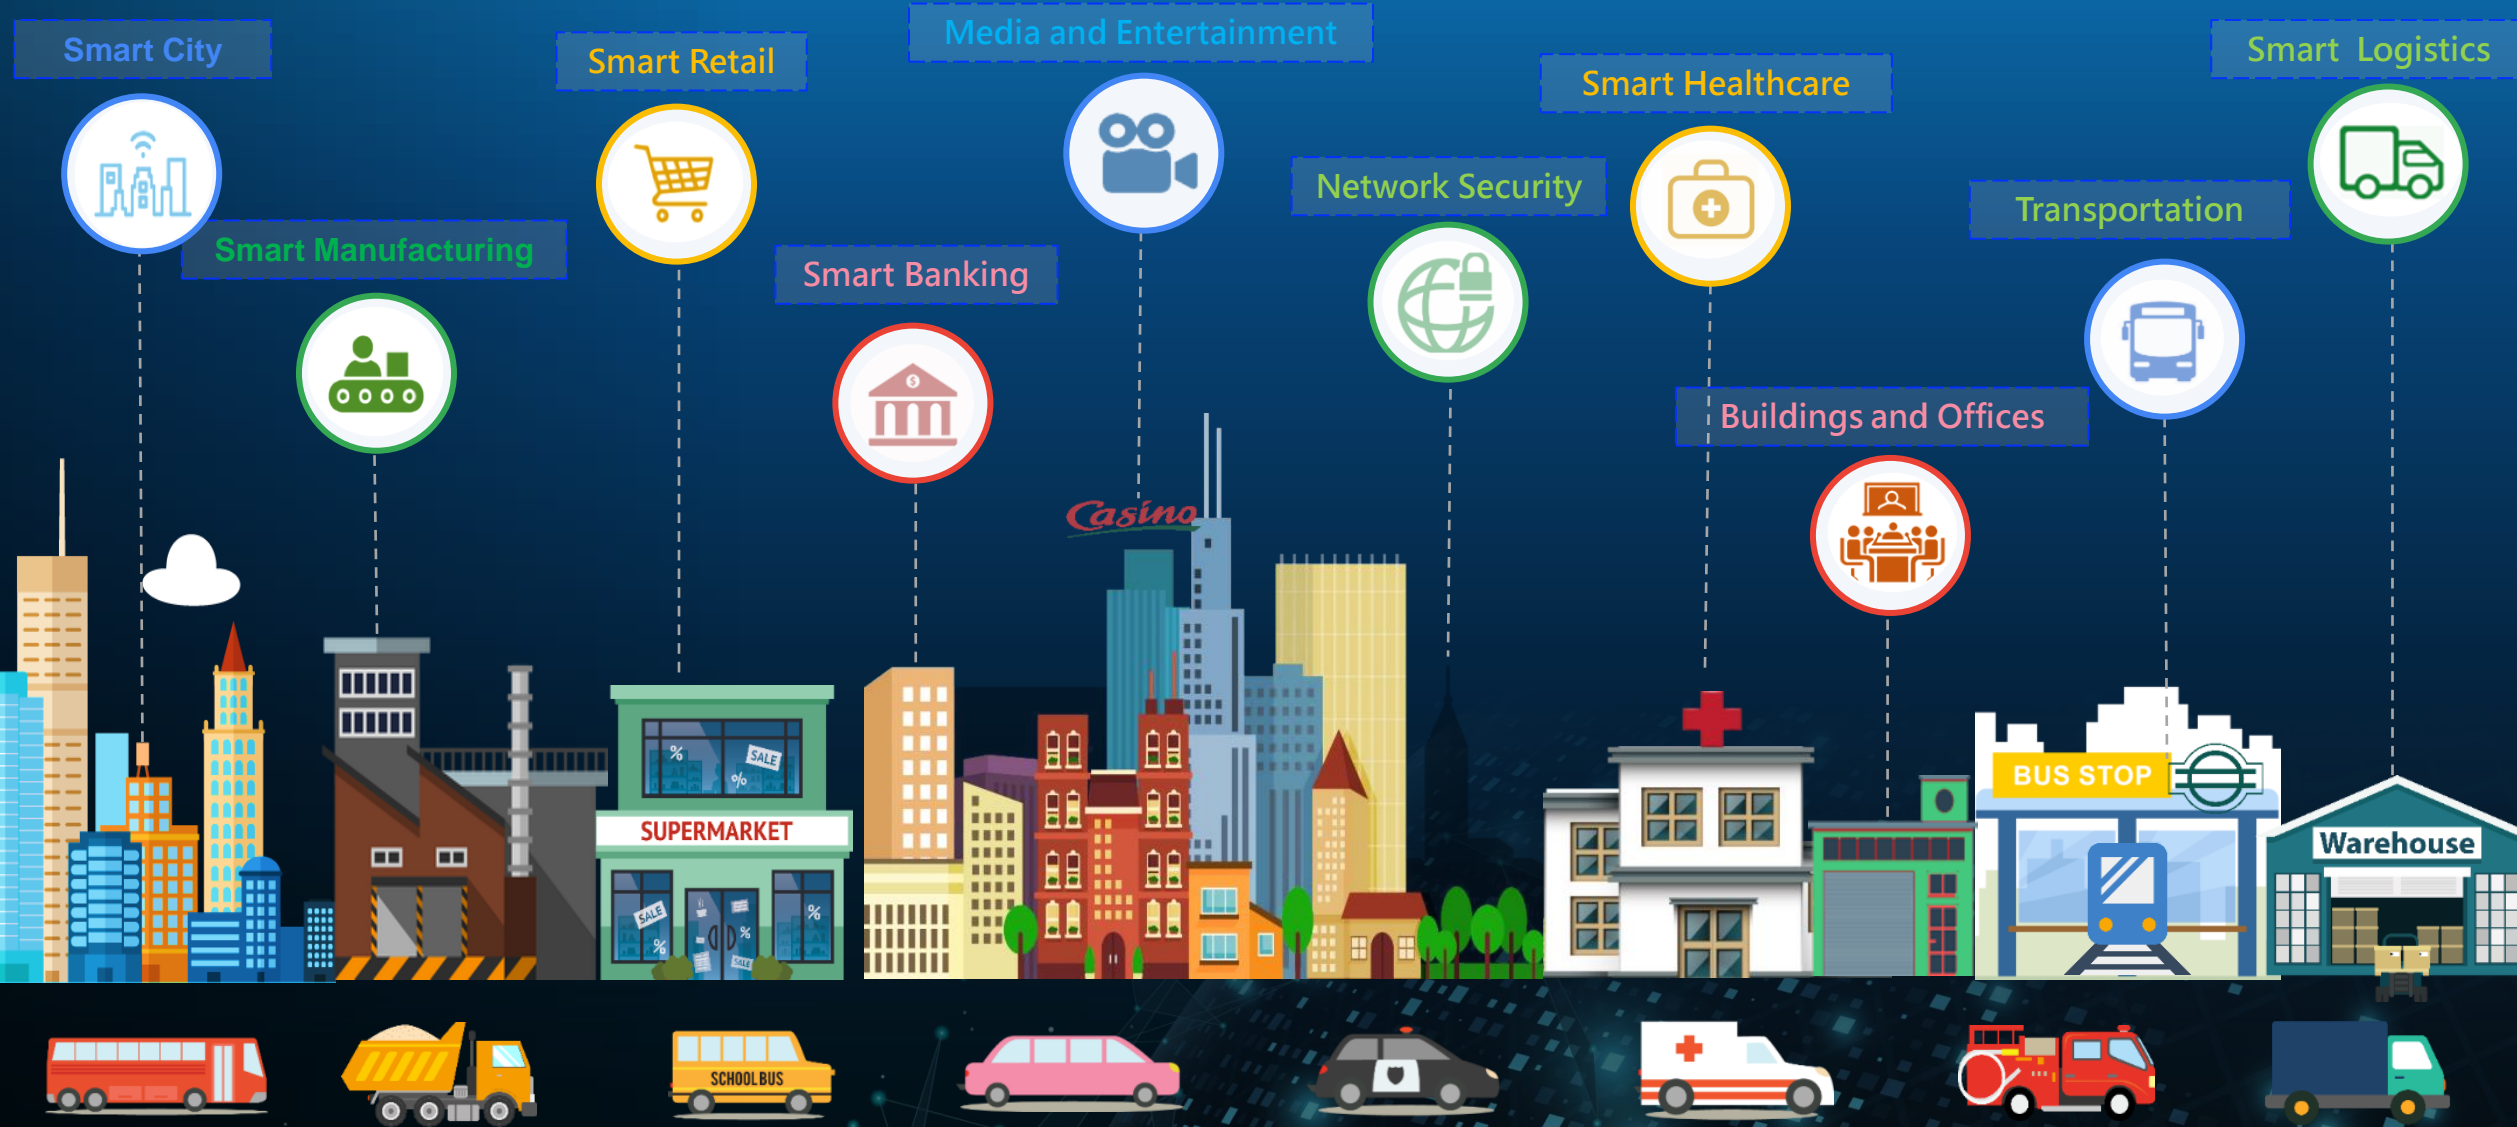 Smart City
Smart Retail
Media and Entertainment
Smart Healthcare
Smart  Logistics
Smart Manufacturing
Smart Banking
Network Security
Transportation
Buildings and Offices
Casino
SALE
%
%
BUS STOP
SUPERMARKET
Warehouse
SALE
%
%
%
SALE
$
SCHOOL BUS